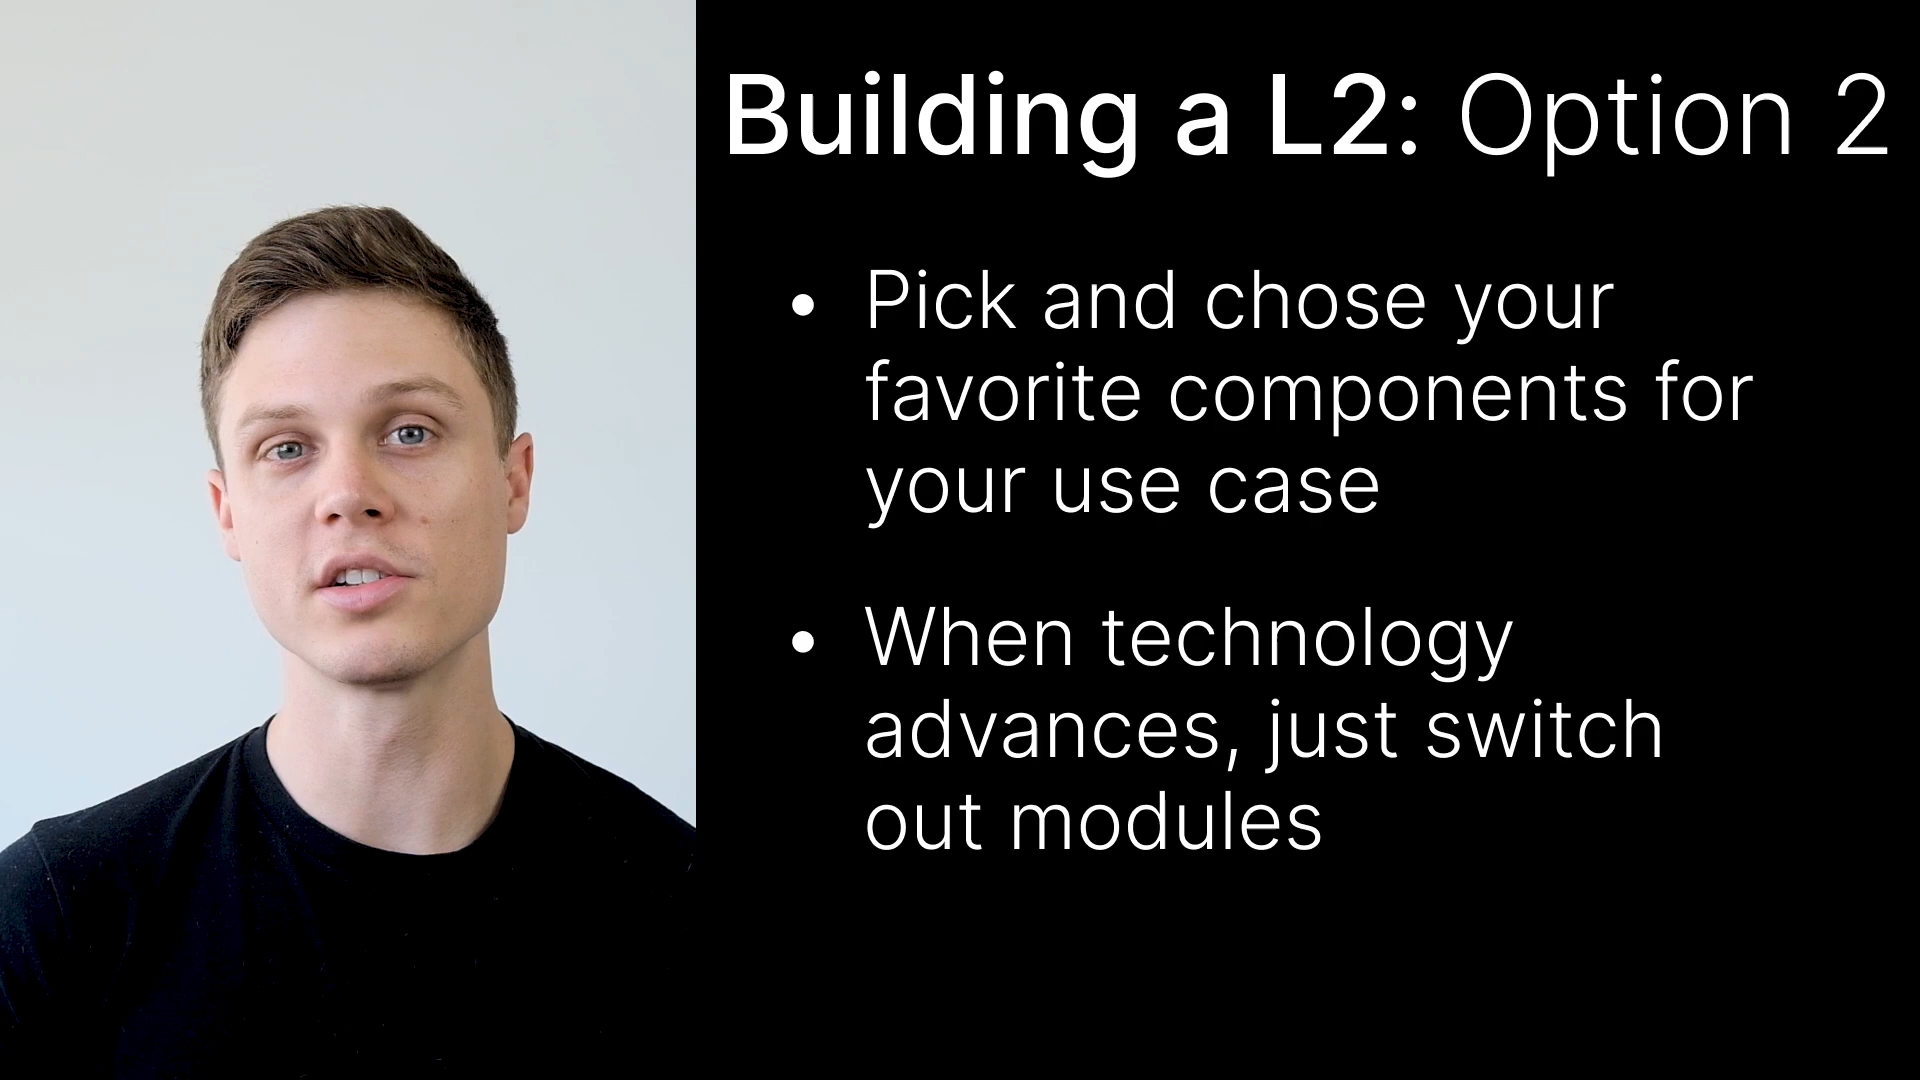 Building a L2: Option 2
• Pick and chose your
favorite components for
your use case
• When technology
advances, just switch
out modules